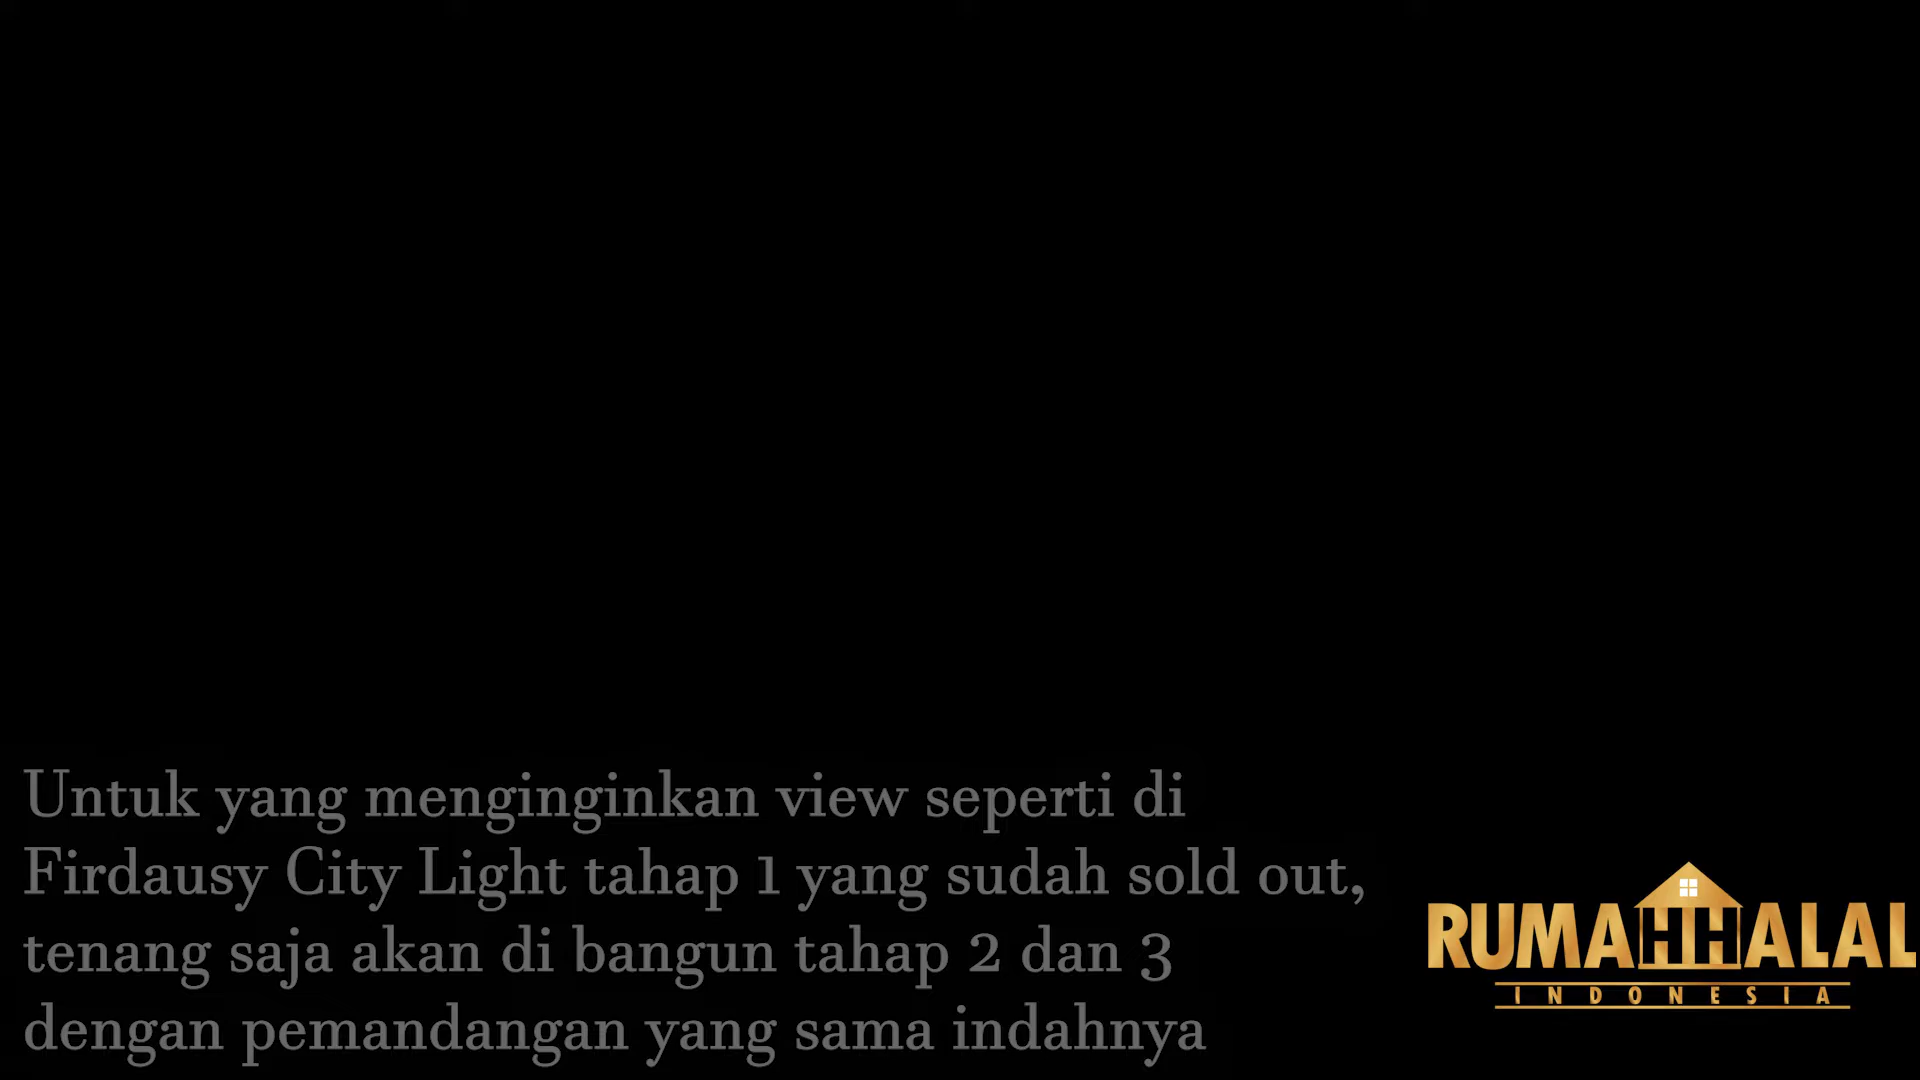 Untuk yang menginginkan view seperti di
Firdausy City Light tahap 1 yang sudah sold out,
tenang saja akan di bangun tahap 2 dan 3
dengan pemandangan yang sama indahnya
RUMAHHALAL
INDONESIA